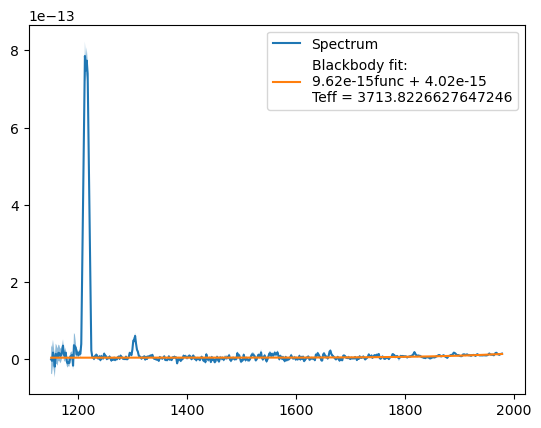 1e−13
8
6
4
2
0
1200
1400
1600
1800
2000
Spectrum
Blackbody fit:
9.62e-15func + 4.02e-15
Teff = 3713.8226627647246